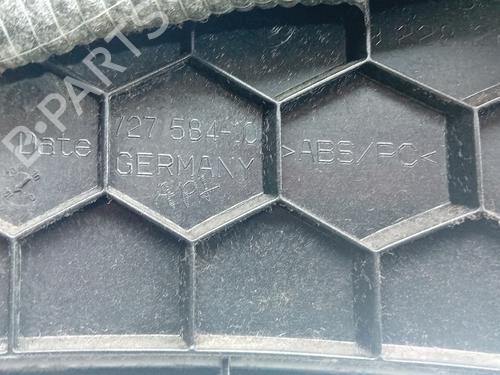 B-PARTS
Date
727 584-10
GERMANY
>ABS/PC<